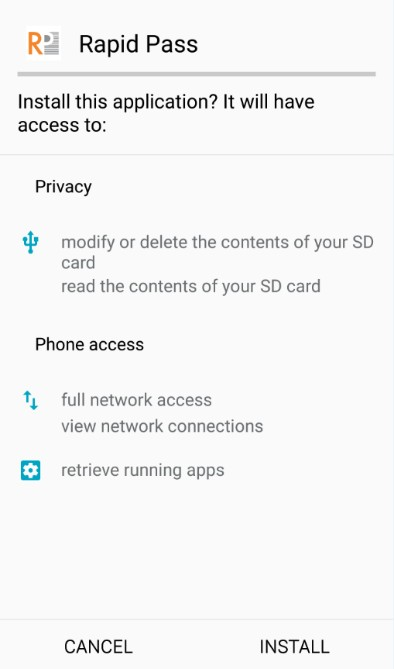 RP Rapid Pass
Install this application? It will have
access to:
Privacy
modify or delete the contents of your SD
card
read the contents of your SD card
Phone access
full network access
view network connections
retrieve running apps
CANCEL INSTALL